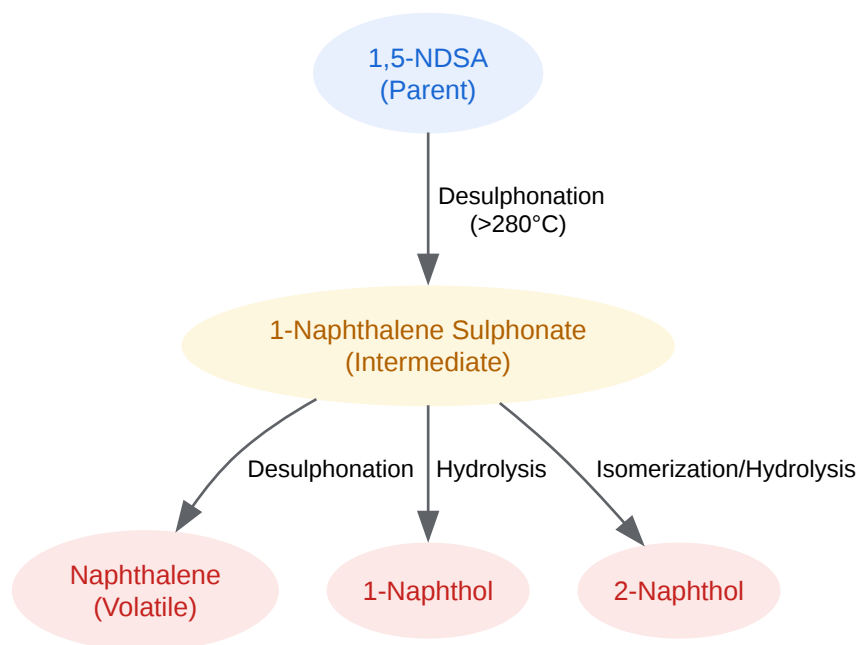 1,5-NDSA
(Parent)
Desulphonation
(>280°C)
1-Naphthalene Sulphonate
(Intermediate)
Desulphonation
Hydrolysis
Isomerization/Hydrolysis
Naphthalene
(Volatile)
1-Naphthol
2-Naphthol